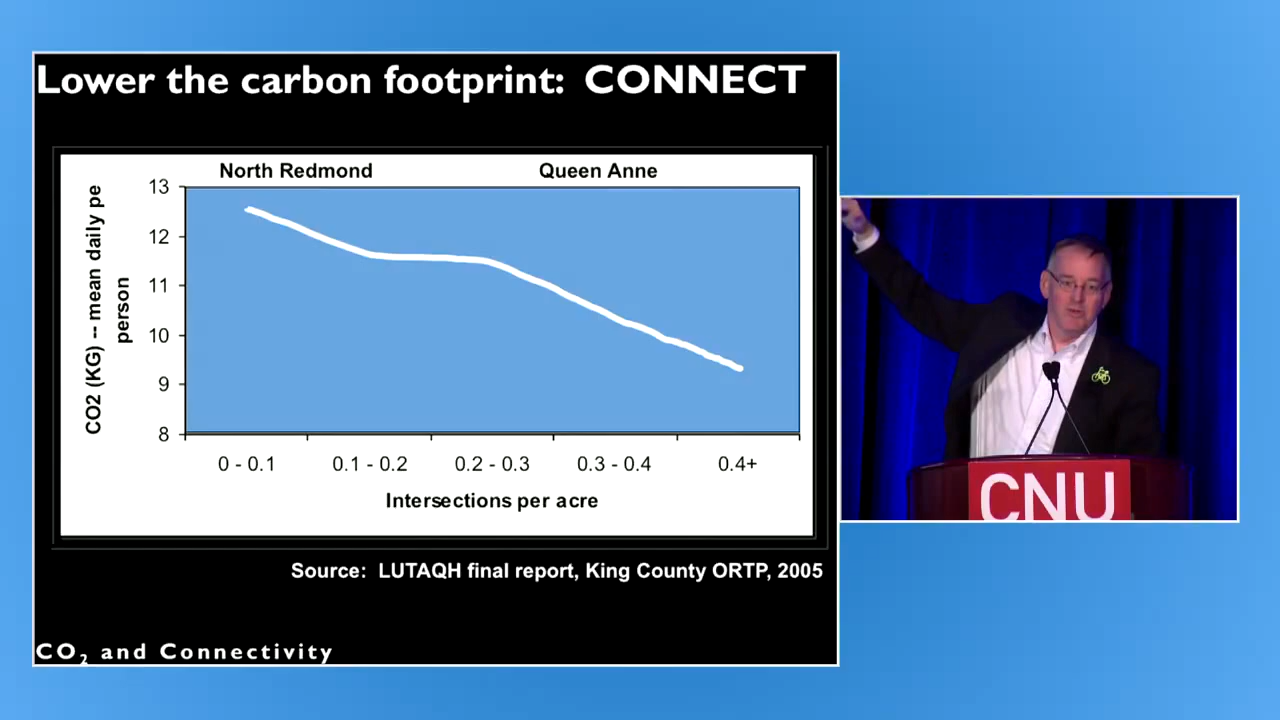 Lower the carbon footprint: CONNECT
North Redmond
Queen Anne
CO2 (KG) -- mean daily pe
person
13
12
11
10
9
8
0 - 0.1
0.1 - 0.2
0.2 - 0.3
0.3 - 0.4
0.4+
Intersections per acre
Source: LUTAQH final report, King County ORTP, 2005
CO₂ and Connectivity
CNU